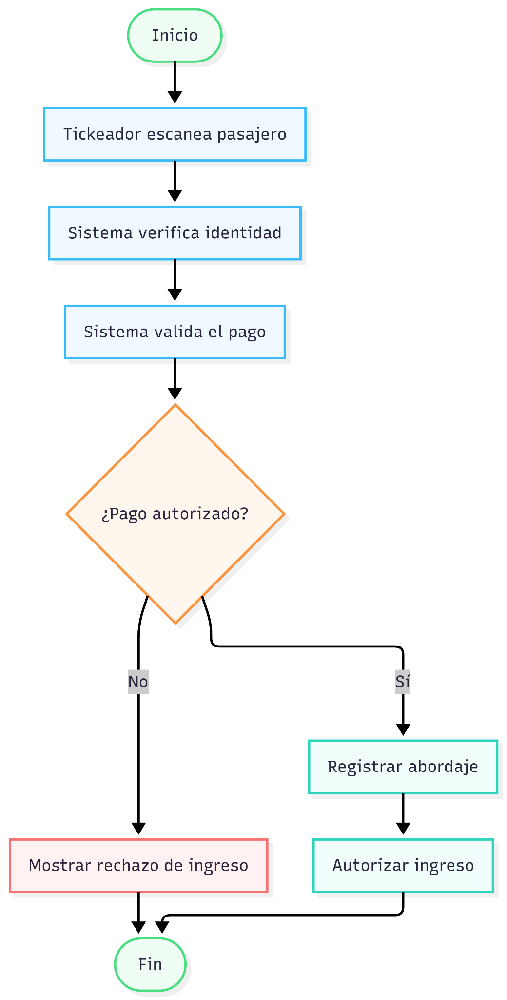 Inicio
Tickeador escanea pasajero
Sistema verifica identidad
Sistema valida el pago
¿Pago autorizado?
No
Sí
Registrar abordaje
Mostrar rechazo de ingreso
Autorizar ingreso
Fin